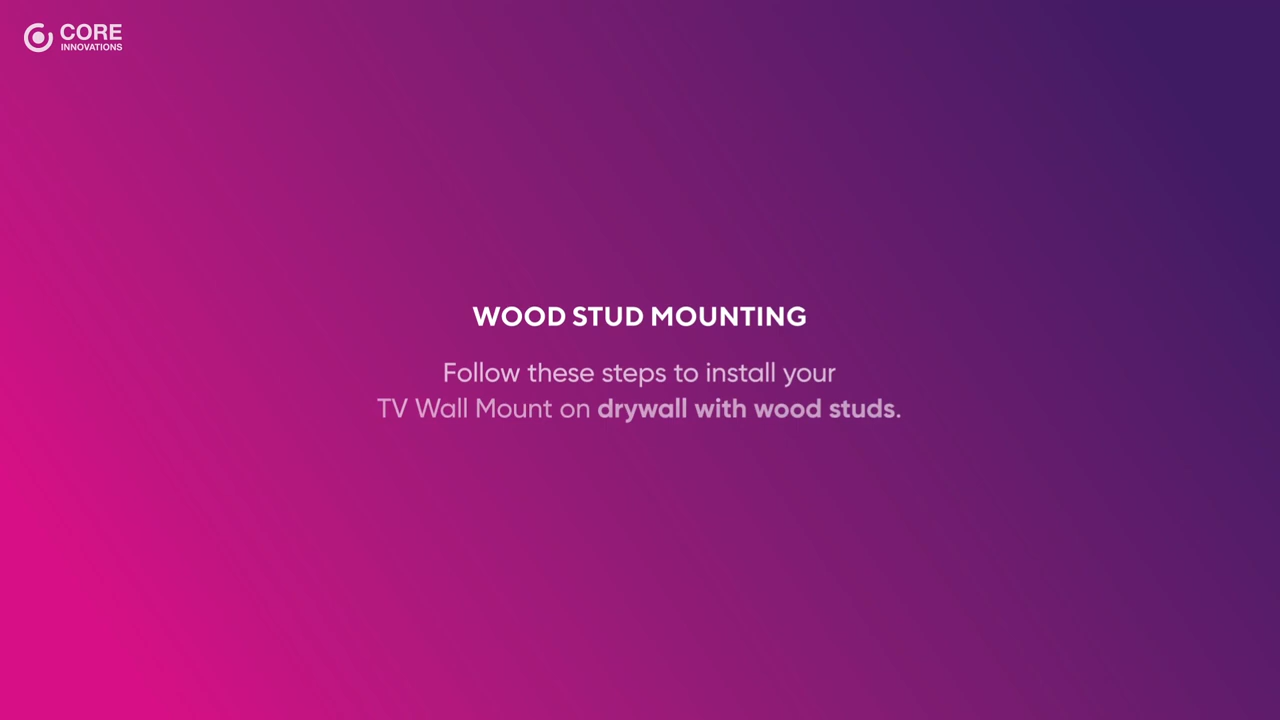 CORE
INNOVATIONS
WOOD STUD MOUNTING
Follow these steps to install your
TV Wall Mount on drywall with wood studs.